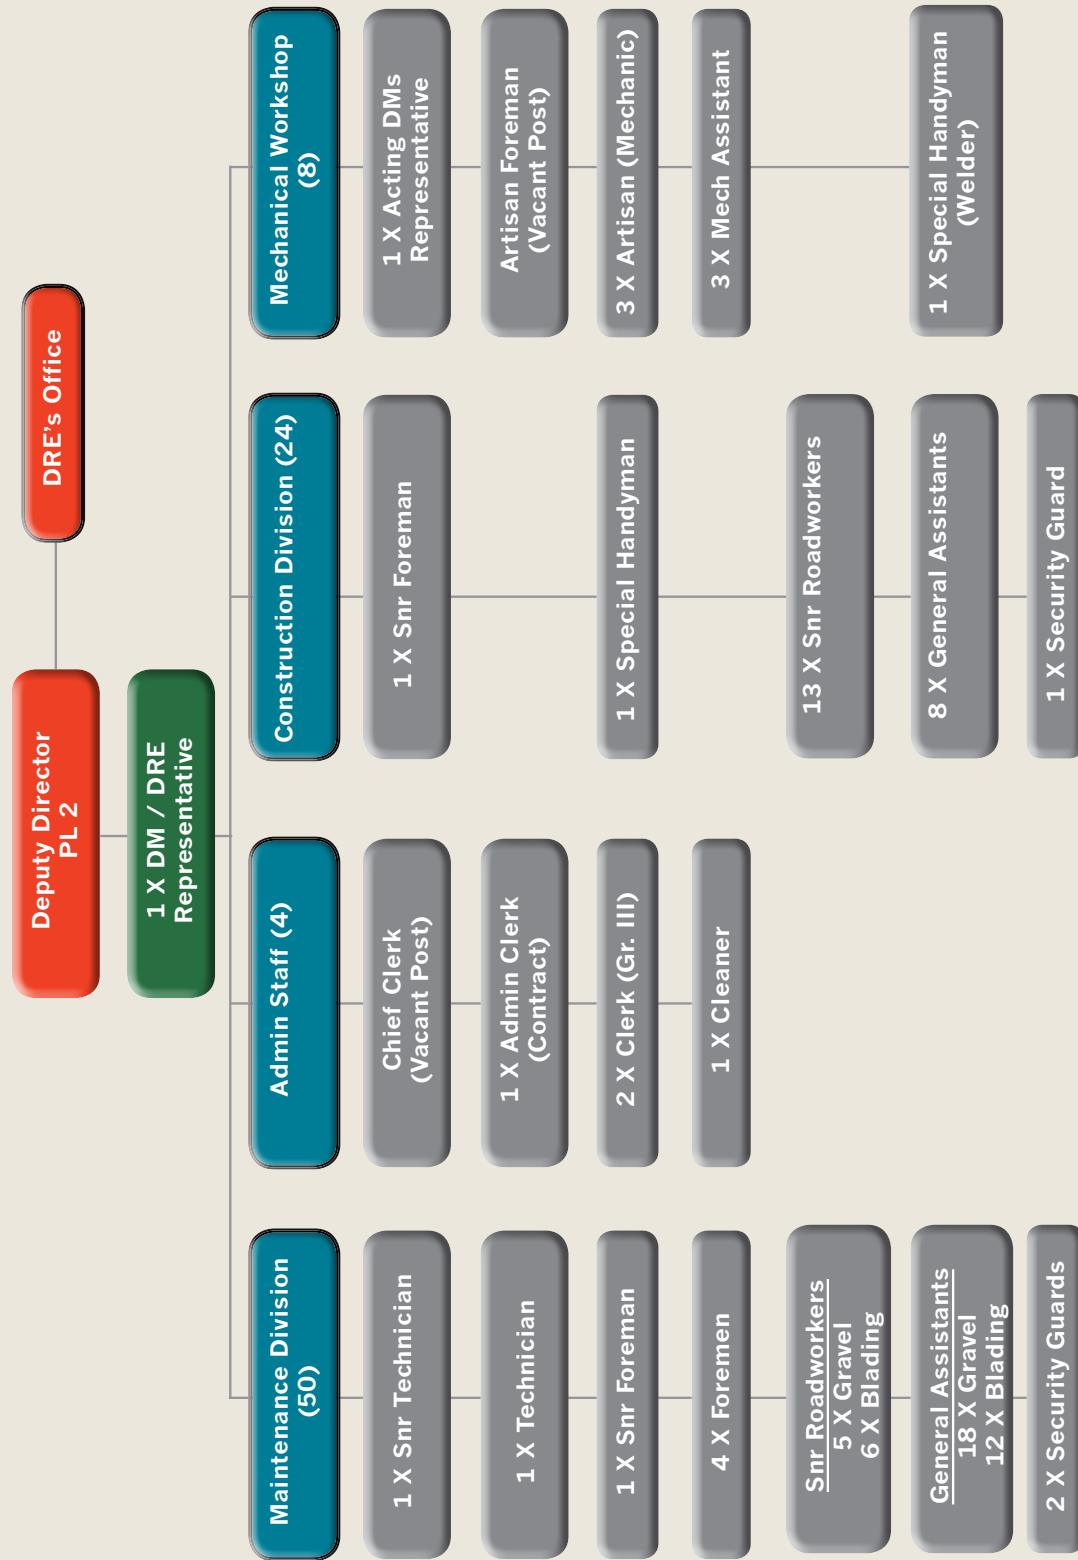 Deputy Director
PL 2
DRE's Office
1 X DM / DRE
Representative
Maintenance Division
(50)
1 X Snr Technician
1 X Technician
1 X Snr Foreman
4 X Foremen
Snr Roadworkers
5 X Gravel
6 X Blading
General Assistants
18 X Gravel
12 X Blading
2 X Security Guards
Admin Staff (4)
Chief Clerk
(Vacant Post)
1 X Admin Clerk
(Contract)
2 X Clerk (Gr. III)
1 X Cleaner
Construction Division (24)
1 X Snr Foreman
1 X Special Handyman
13 X Snr Roadworkers
8 X General Assistants
1 X Security Guard
Mechanical Workshop
(8)
1 X Acting DMs
Representative
Artisan Foreman
(Vacant Post)
3 X Artisan (Mechanic)
3 X Mech Assistant
1 X Special Handyman
(Welder)